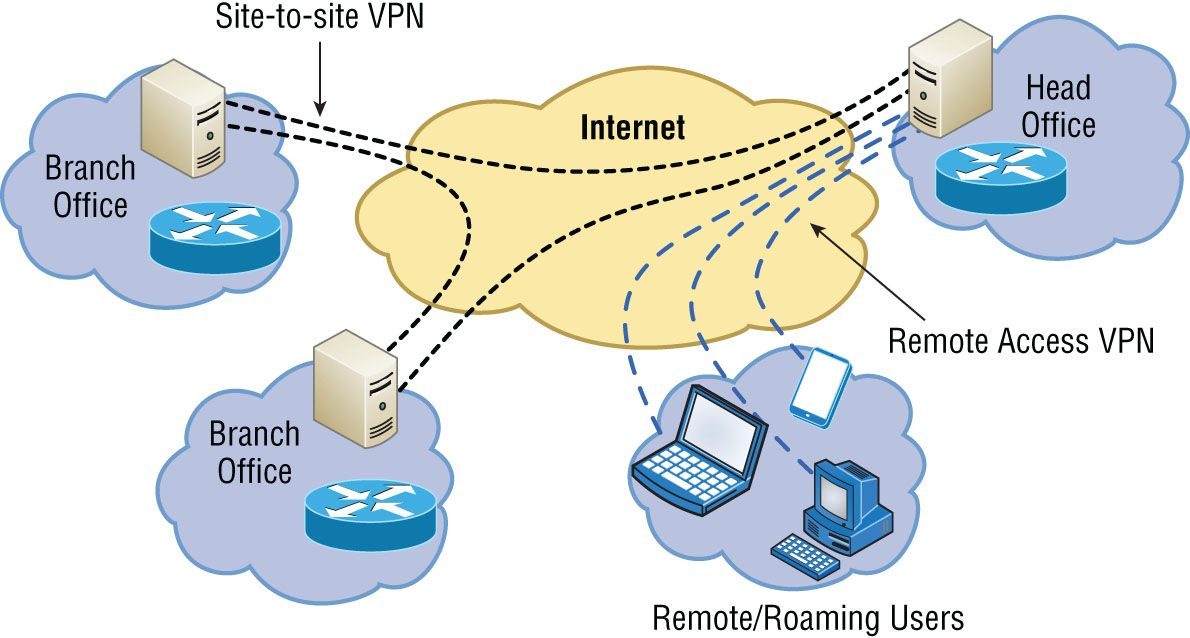 Site-to-site VPN
Internet
Head
Office
Branch
Office
Remote Access VPN
Branch
Office
Remote/Roaming Users